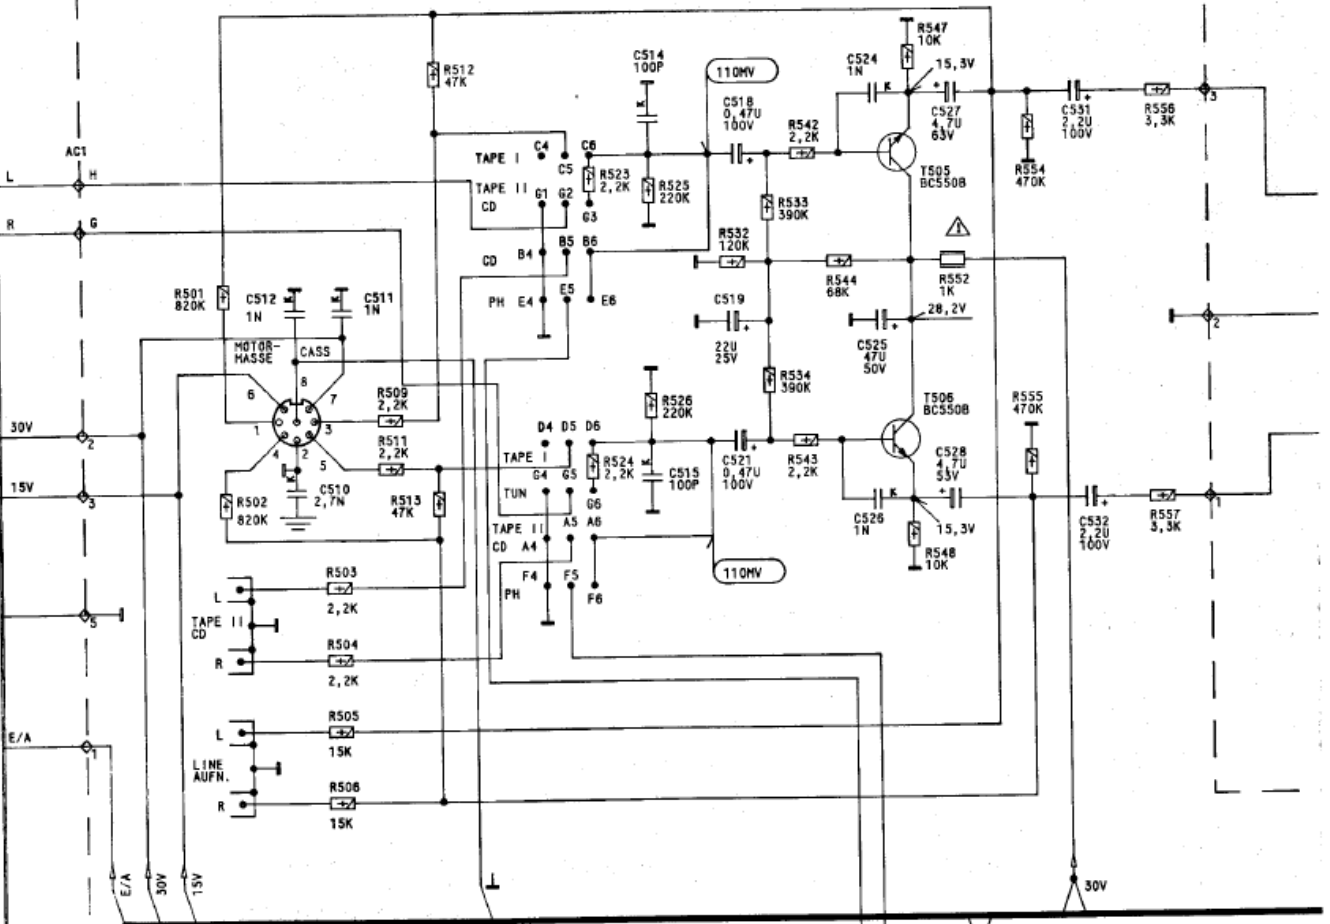 R547
10K
C514
100P
C524
1N
15,3V
R512
47K
110MV
C518
0,47U
100V
C527
4,7U
63V
C531
2,2U
100V
R556
3,3K
3
R542
2,2K
AC1
TAPE I
C4
C5
C6
T505
BC550B
R554
470K
L
H
R523
2,2K
R525
220K
TAPE II
CD
G1
G2
G3
R533
390K
R
G
R532
120K
CD
B4
B5
B6
R544
68K
R552
1K
R501
820K
C512
1N
C511
1N
PH
E4
E5
E6
C519
22U
25V
28,2V
C525
47U
50V
2
MOTOR-
MASSE
CASS
8
6
7
R509
2,2K
R534
390K
T506
BC550B
R555
470K
R526
220K
1
3
30V
2
4
2
5
R511
2,2K
D4
D5
D6
TAPE I
G4
G5
G6
R524
2,2K
C515
100P
C521
0,47U
100V
R543
2,2K
C528
4,7U
53V
15V
3
R502
820K
C510
2,7N
R513
47K
TUN
TAPE II
CD
A4
A5
A6
C526
1N
15,3V
C532
2,2U
100V
R557
3,3K
1
R548
10K
110MV
R503
2,2K
L
TAPE II
CD
R
F4
F5
F6
PH
5
R504
2,2K
R505
15K
L
LINE
AUFN.
R
E/A
1
R506
15K
E/A
30V
15V
30V